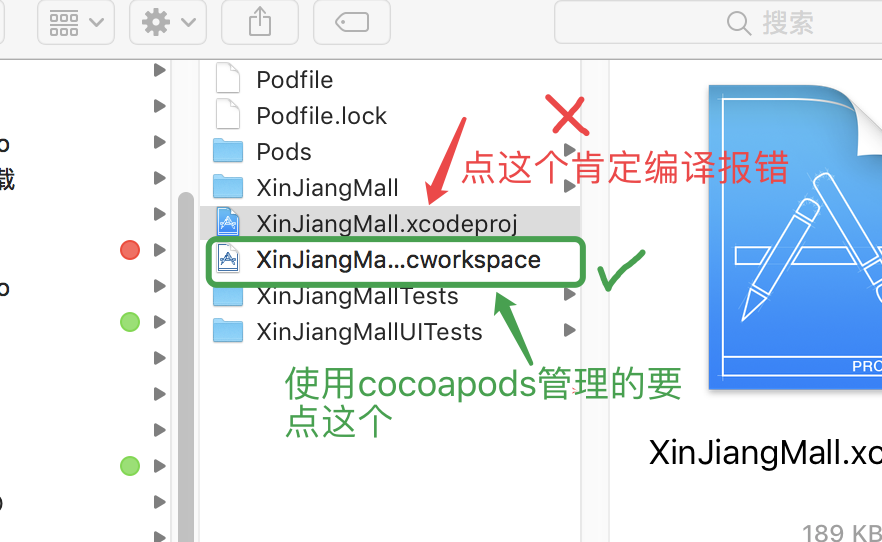 搜索
Podfile
Podfile.lock
Pods
点这个肯定编译报错
XinJiangMall
XinJiangMall.xcodeproj
XinJiangMa...cworkspace
XinJiangMallTests
XinJiangMallUITests
使用cocoapods管理的要
点这个
o
载
o
PRO
XinJiangMall.xc
189 KB